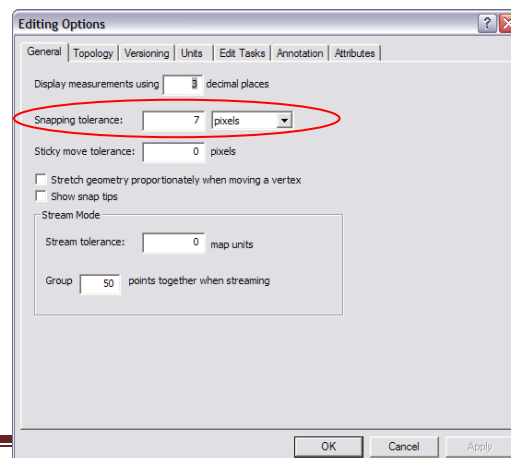 Editing Options
General Topology Versioning Units Edit Tasks Annotation Attributes
Display measurements using 3 decimal places
Snapping tolerance: 7 pixels
Sticky move tolerance: 0 pixels
Stretch geometry proportionately when moving a vertex
Show snap tips
Stream Mode
Stream tolerance: 0 map units
Group 50 points together when streaming
OK Cancel Apply